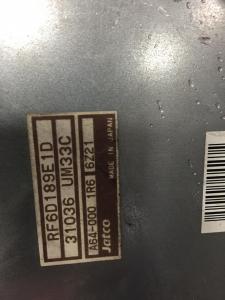 RF6D189E1D
31036 UM33C
A64-000 1R6 6Z21
Jatco MADE IN JAPAN